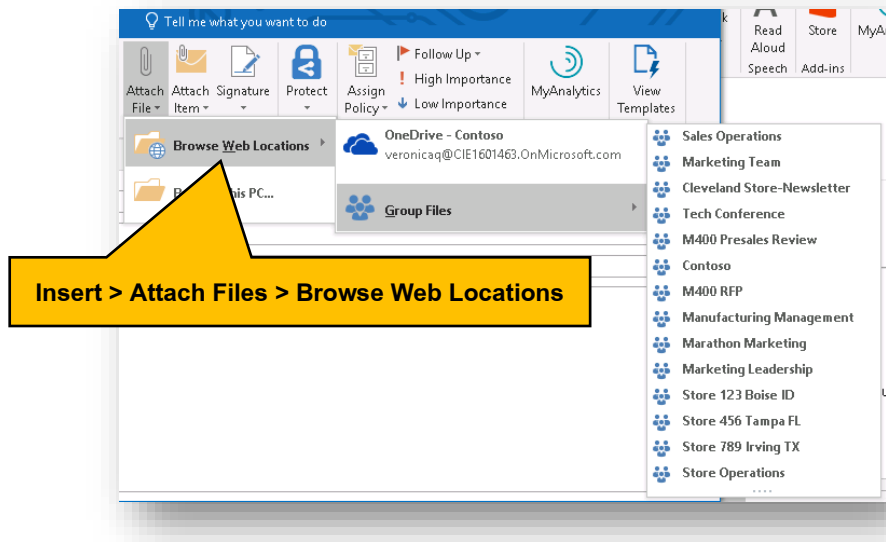 Tell me what you want to do
Attach File
Attach Item
Signature
Protect
Assign Policy
Follow Up
High Importance
Low Importance
MyAnalytics
View Templates
k
Read Aloud
Store
Speech
Add-ins
Browse Web Locations
his PC...
OneDrive - Contoso
veronicaq@CIE1601463.OnMicrosoft.com
Group Files
Sales Operations
Marketing Team
Cleveland Store-Newsletter
Tech Conference
M400 Presales Review
Contoso
M400 RFP
Manufacturing Management
Marathon Marketing
Marketing Leadership
Store 123 Boise ID
Store 456 Tampa FL
Store 789 Irving TX
Store Operations
Insert > Attach Files > Browse Web Locations